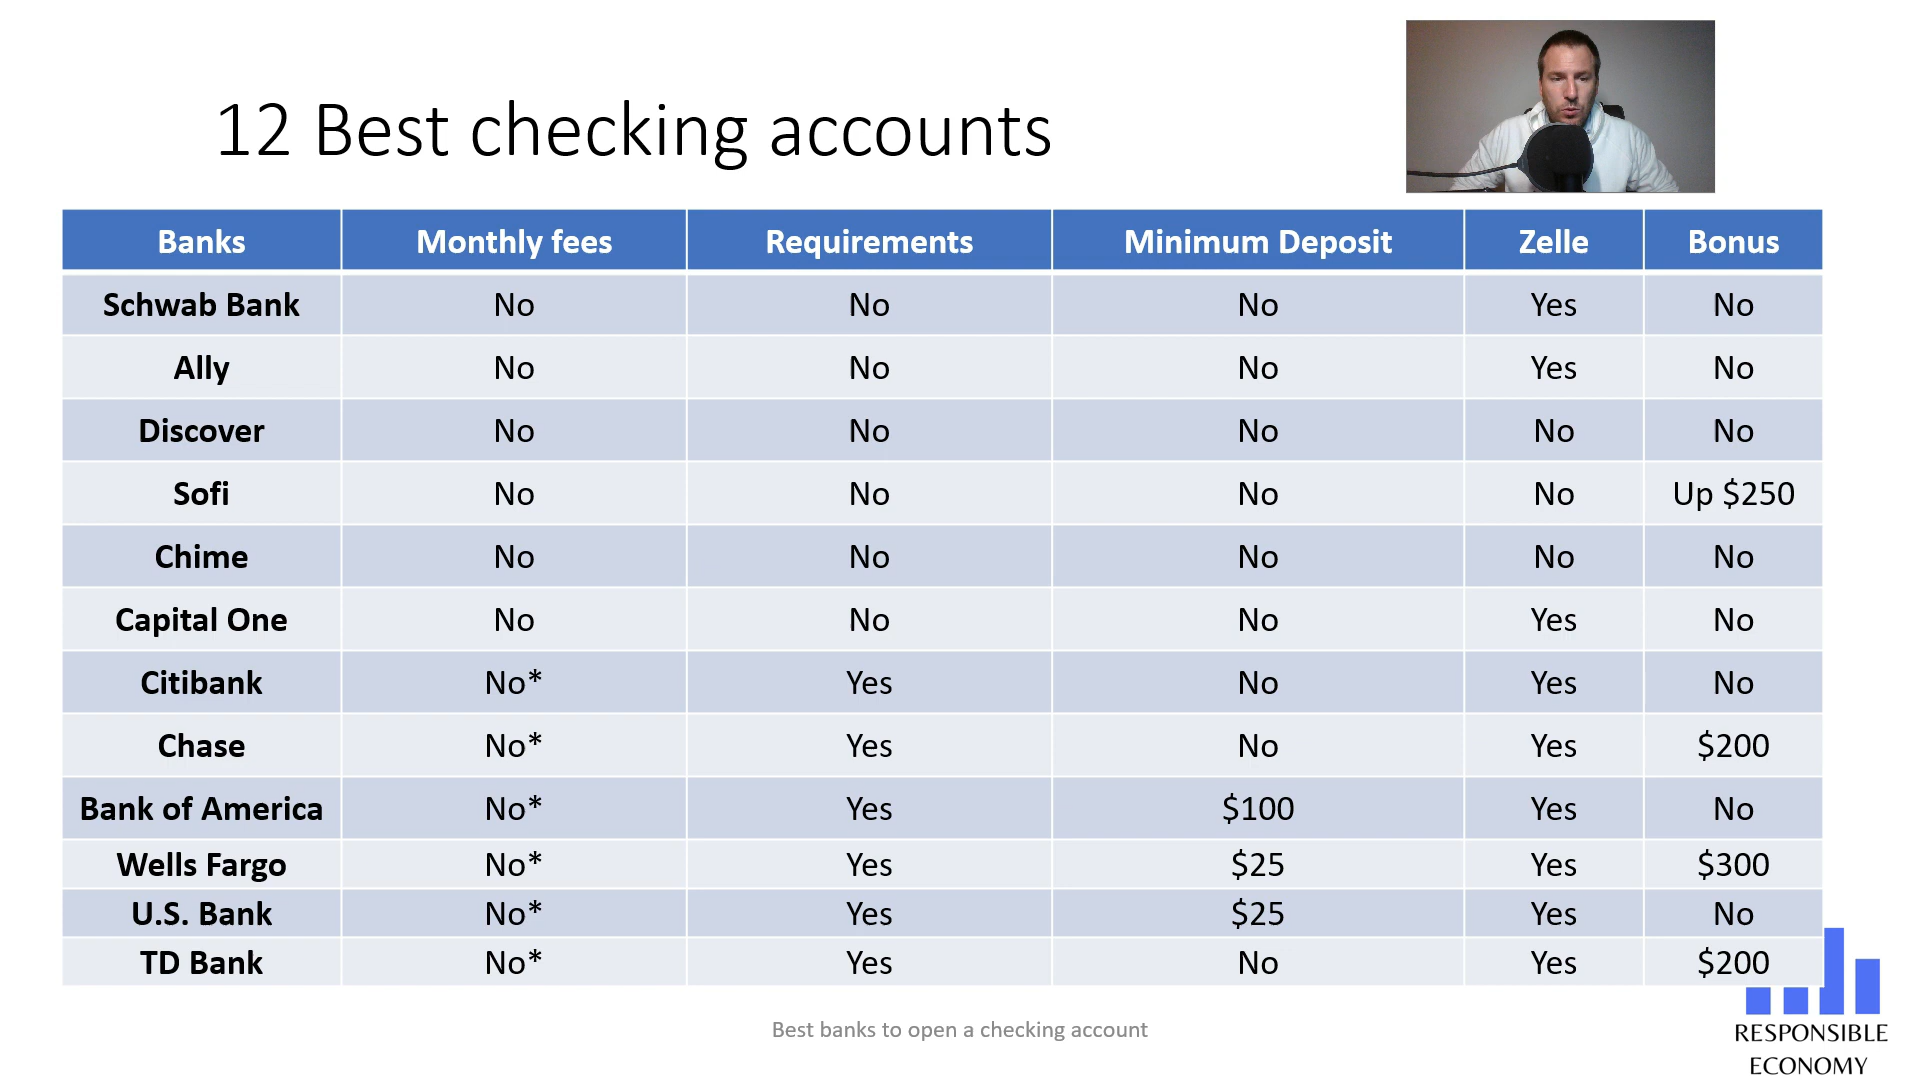 12 Best checking accounts
Banks Monthly fees Requirements Minimum Deposit Zelle Bonus
Schwab Bank No No No Yes No
Ally No No No Yes No
Discover No No No No No
Sofi No No No No Up $250
Chime No No No No No
Capital One No No No Yes No
Citibank No* Yes No Yes No
Chase No* Yes No Yes $200
Bank of America No* Yes $100 Yes No
Wells Fargo No* Yes $25 Yes $300
U.S. Bank No* Yes $25 Yes No
TD Bank No* Yes No Yes $200
Best banks to open a checking account
RESPONSIBLE
ECONOMY